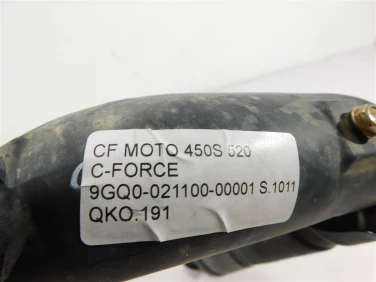 CF MOTO 450S 520
C-FORCE
9GQ0-021100-00001 S.1011
QKO.191